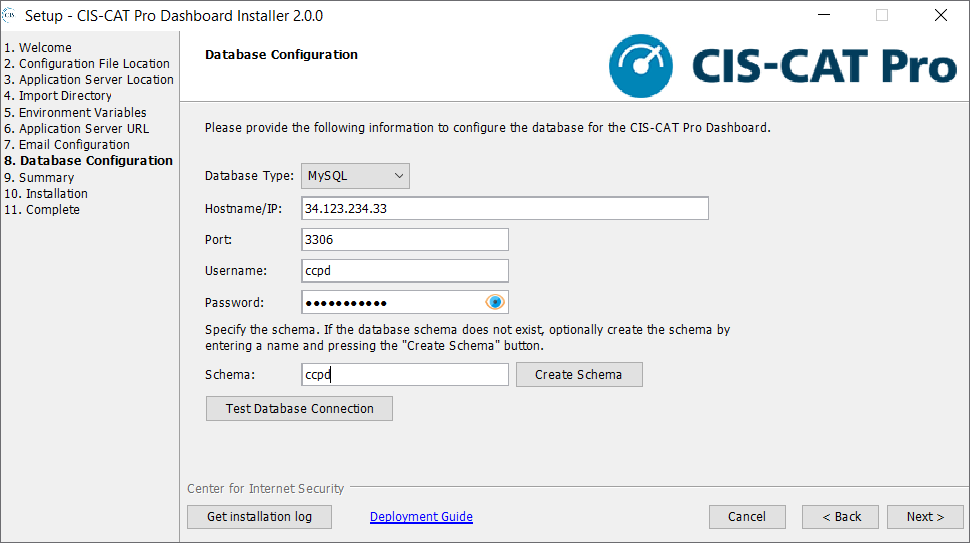 CIS
Setup - CIS-CAT Pro Dashboard Installer 2.0.0
1. Welcome
2. Configuration File Location
3. Application Server Location
4. Import Directory
5. Environment Variables
6. Application Server URL
7. Email Configuration
8. Database Configuration
9. Summary
10. Installation
11. Complete
Database Configuration
CIS-CAT Pro
Please provide the following information to configure the database for the CIS-CAT Pro Dashboard.
Database Type: MySQL
Hostname/IP: 34.123.234.33
Port: 3306
Username: ccpd
Password: ●●●●●●●●●●●
Specify the schema. If the database schema does not exist, optionally create the schema by
entering a name and pressing the "Create Schema" button.
Schema: ccpd Create Schema
Test Database Connection
Center for Internet Security
Get installation log Deployment Guide Cancel < Back Next >